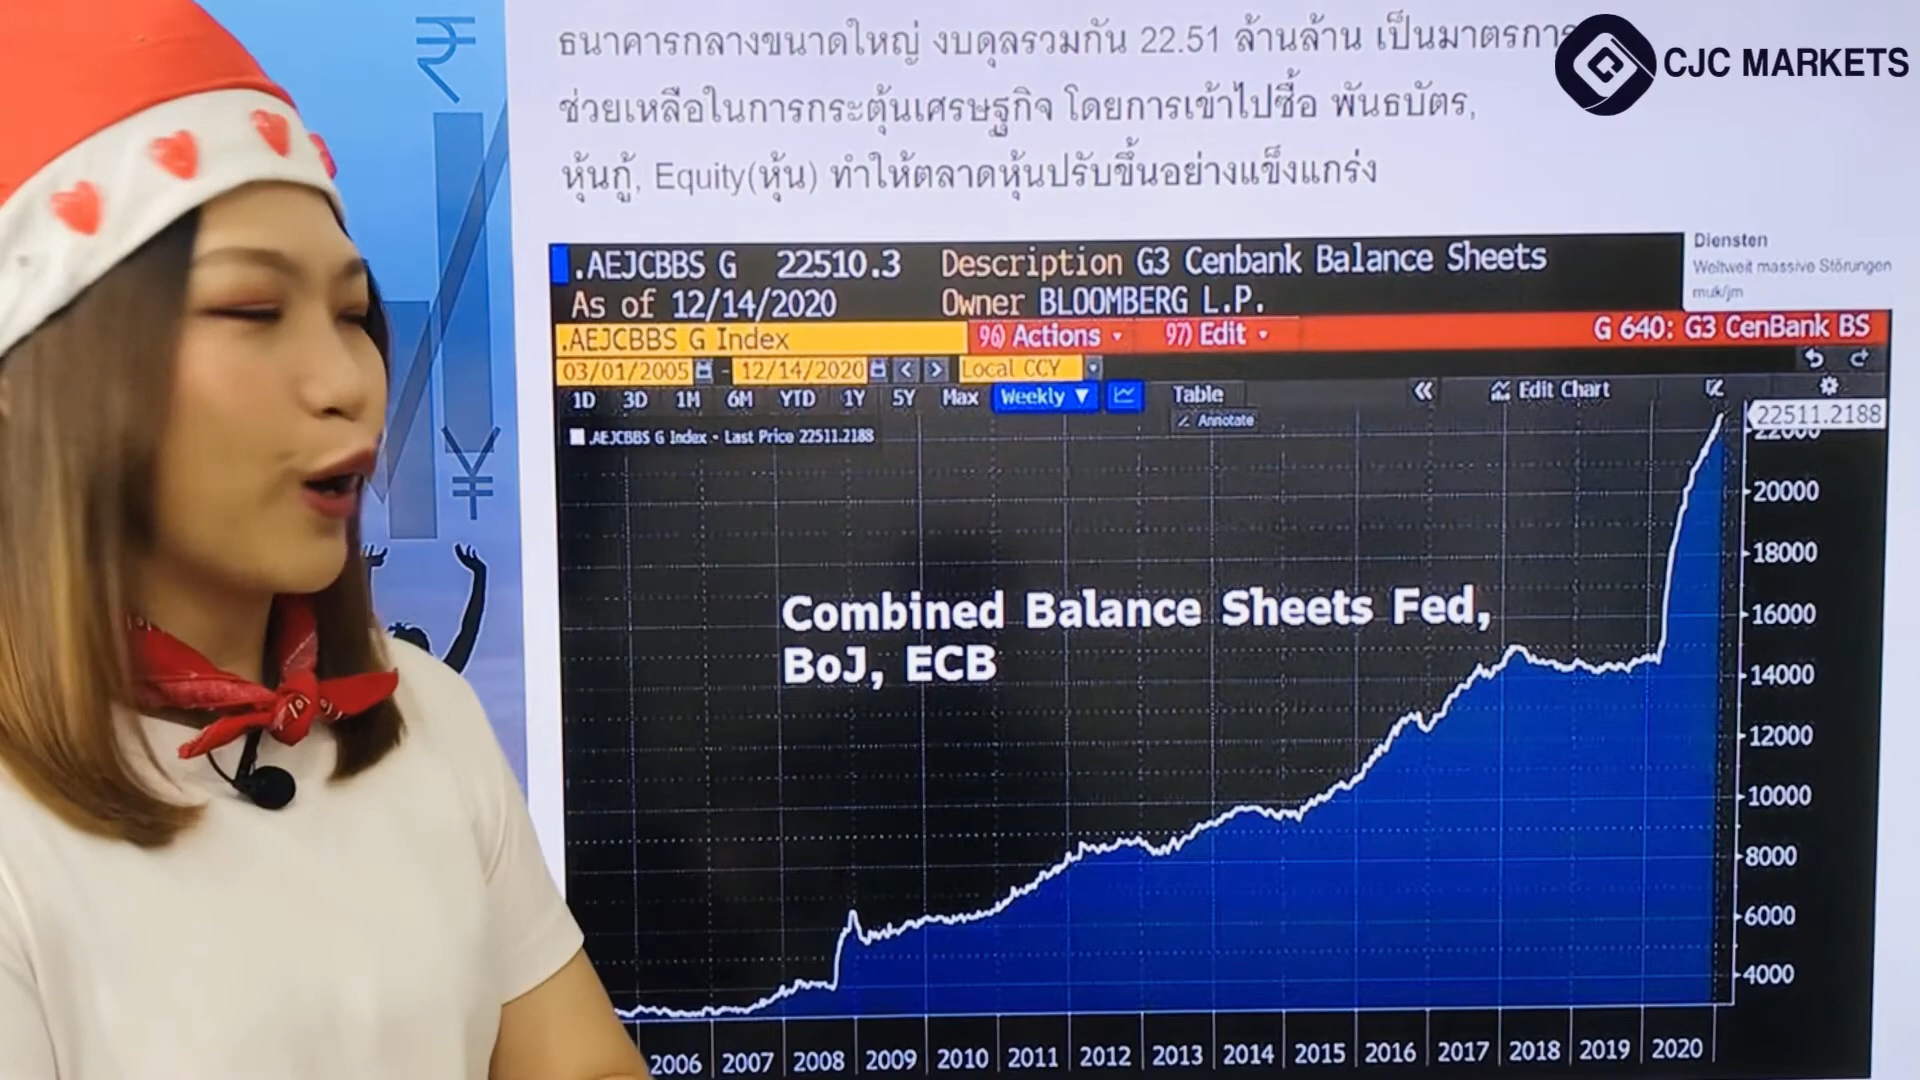 ธนาคารกลางขนาดใหญ่ งบดุลรวมกัน 22.51 ล้านล้าน เป็นมาตรการ
CJC MARKETS
ช่วยเหลือในการกระตุ้นเศรษฐกิจ โดยการเข้าไปซื้อ พันธบัตร,
หุ้นกู้, Equity(หุ้น) ทำให้ตลาดหุ้นปรับขึ้นอย่างแข็งแกร่ง
Diensten
Weltweit massive Störungen
muk/jm
.AEJCBBS G 22510.3 Description G3 Cenbank Balance Sheets
As of 12/14/2020 Owner BLOOMBERG L.P.
.AEJCBBS G Index 96) Actions 97) Edit G 640: G3 CenBank BS
03/01/2005 - 12/14/2020 Local CCY
1D 3D 1M 6M YTD 1Y 5Y Max Weekly Table « Edit Chart
Annotate
.AEJCBBS G Index - Last Price 22511.2188
22511.2188
22000
20000
18000
16000
14000
12000
10000
8000
6000
4000
Combined Balance Sheets Fed,
BoJ, ECB
2006 2007 2008 2009 2010 2011 2012 2013 2014 2015 2016 2017 2018 2019 2020